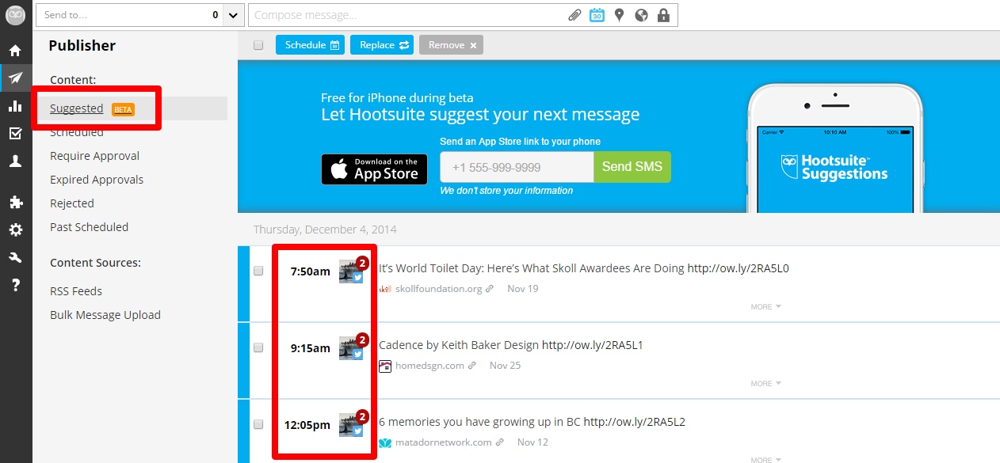 Send to... 0
Compose message...
30
Publisher
Content:
Suggested BETA
Scheduled
Require Approval
Expired Approvals
Rejected
Past Scheduled
Content Sources:
RSS Feeds
Bulk Message Upload
?
Schedule Replace Remove
Free for iPhone during beta
Let Hootsuite suggest your next message
Send an App Store link to your phone
Download on the
App Store
+1 555-999-9999 Send SMS
We don't store your information
Carrier 10:10 AM 100%
Hootsuite™
Suggestions
Thursday, December 4, 2014
7:50am 2 It's World Toilet Day: Here's What Skoll Awardees Are Doing http://ow.ly/2RA5L0
skoll skollfoundation.org Nov 19
MORE
9:15am 2 Cadence by Keith Baker Design http://ow.ly/2RA5L1
homedsgn.com Nov 25
MORE
12:05pm 2 6 memories you have growing up in BC http://ow.ly/2RA5L2
matadornetwork.com Nov 12
MORE